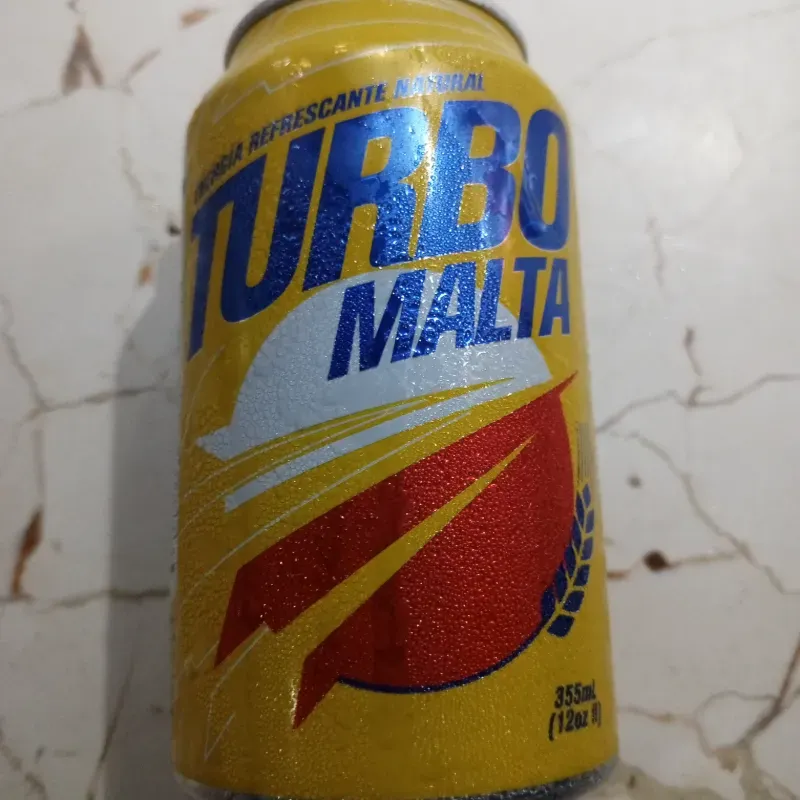 ENERGÍA REFRESCANTE NATURAL
TURBO
MALTA
355mL
(12oz fl)